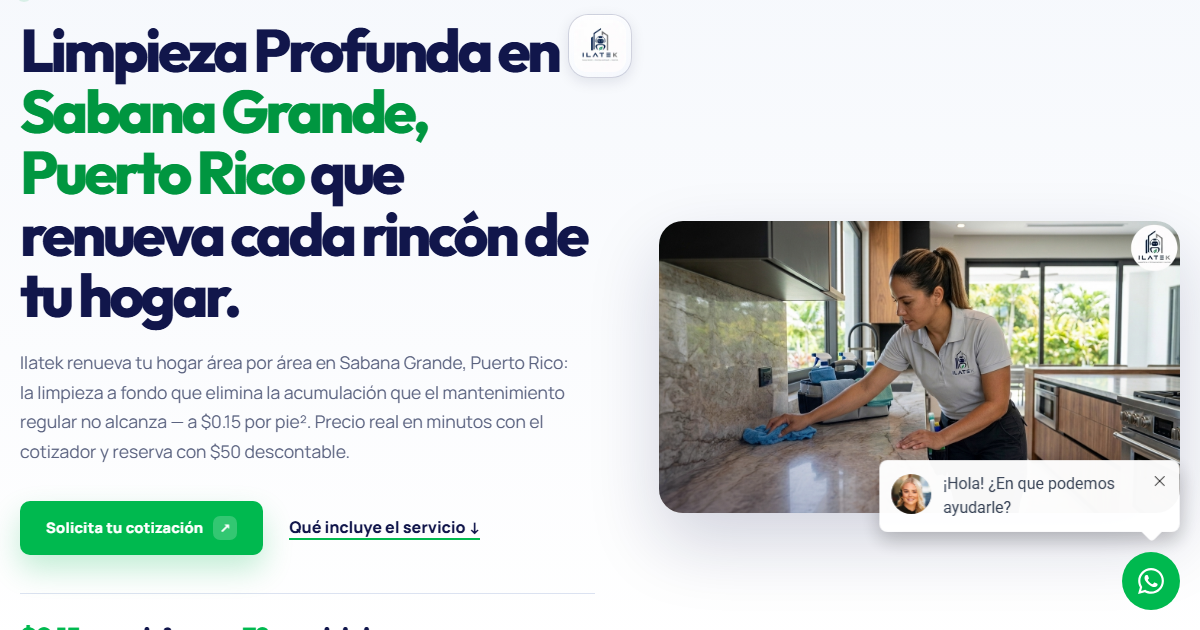 Limpieza Profunda en
ILATEK
Sabana Grande,
Puerto Rico que
renueva cada rincón de
tu hogar.
Ilatek renueva tu hogar área por área en Sabana Grande, Puerto Rico:
la limpieza a fondo que elimina la acumulación que el mantenimiento
regular no alcanza — a $0.15 por pie². Precio real en minutos con el
cotizador y reserva con $50 descontable.
Solicita tu cotización ↗
Qué incluye el servicio ↓
ILATEK
ILATEK
¡Hola! ¿En que podemos
ayudarle?